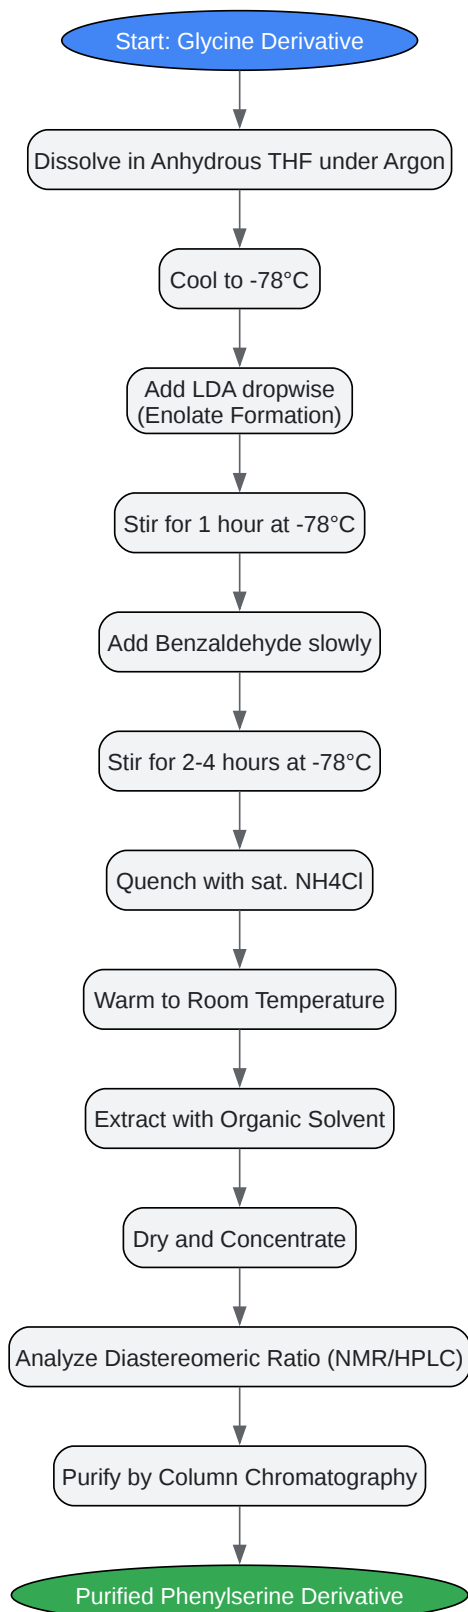 Start: Glycine Derivative
Dissolve in Anhydrous THF under Argon
Cool to -78°C
Add LDA dropwise
(Enolate Formation)
Stir for 1 hour at -78°C
Add Benzaldehyde slowly
Stir for 2-4 hours at -78°C
Quench with sat. NH4Cl
Warm to Room Temperature
Extract with Organic Solvent
Dry and Concentrate
Analyze Diastereomeric Ratio (NMR/HPLC)
Purify by Column Chromatography
Purified Phenylserine Derivative